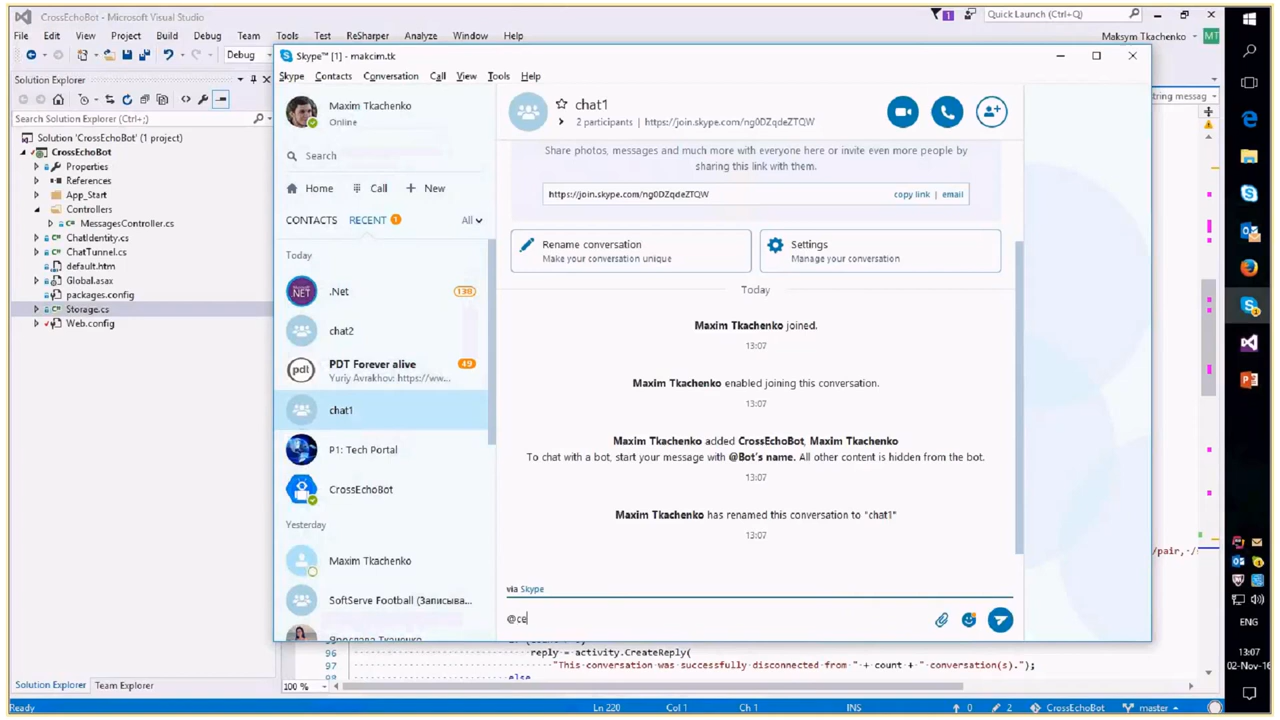 CrossEchoBot - Microsoft Visual Studio
1
Quick Launch (Ctrl+Q)
File Edit View Project Build Debug Team Tools Test ReSharper Analyze Window Help
Maksym Tkachenko MT
Debug
Solution Explorer
Search Solution Explorer (Ctrl+;)
Solution 'CrossEchoBot' (1 project)
CrossEchoBot
Properties
References
App_Start
Controllers
MessagesController.cs
ChatIdentity.cs
ChatTunnel.cs
default.htm
Global.asax
packages.config
Storage.cs
Web.config
Solution Explorer Team Explorer
Skype™ [1] - makcim.tk
Skype Contacts Conversation Call View Tools Help
Maxim Tkachenko
Online
Search
Home Call New
CONTACTS RECENT 1 All
Today
.NET .Net 138
chat2
pdt PDT Forever alive 49
Yuriy Avrakhov: https://ww...
chat1
P1: Tech Portal
CrossEchoBot
Yesterday
Maxim Tkachenko
SoftServe Football (Записыва...
Ярослава Ткаченко
chat1
2 participants | https://join.skype.com/ng0DZqdeZTQW
Share photos, messages and much more with everyone here or invite even more people by
sharing this link with them.
https://join.skype.com/ng0DZqdeZTQW copy link | email
Rename conversation
Make your conversation unique
Settings
Manage your conversation
Today
Maxim Tkachenko joined.
13:07
Maxim Tkachenko enabled joining this conversation.
13:07
Maxim Tkachenko added CrossEchoBot, Maxim Tkachenko
To chat with a bot, start your message with @Bot's name. All other content is hidden from the bot.
13:07
Maxim Tkachenko has renamed this conversation to "chat1"
13:07
via Skype
@ce
tring messag
/pair,·/
96 reply = activity.CreateReply(
97 "This conversation was successfully disconnected from " + count + " conversation(s).");
98 else
100 %
Ready Ln 220 Col 1 Ch 1 INS 0 2 CrossEchoBot master
ENG
13:07
02-Nov-16